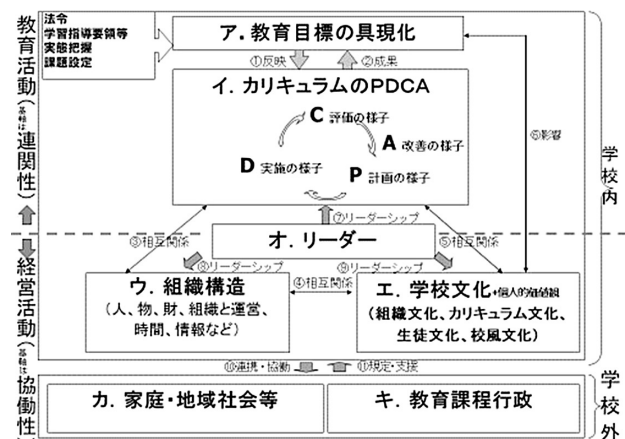 法令
学習指導要領等
実態把握
課題設定
ア. 教育目標の具現化
①反映
②成果
イ. カリキュラムのPDCA
C 評価の様子
A 改善の様子
D 実施の様子
P 計画の様子
⑥影響
教育活動(基軸は連関性)
学校内
⑦リーダーシップ
オ. リーダー
③相互関係
⑤相互関係
⑧リーダーシップ
⑨リーダーシップ
ウ. 組織構造
(人、物、財、組織と運営、
時間、情報など)
④相互関係
エ. 学校文化+個人的価値観
(組織文化、カリキュラム文化、
生徒文化、校風文化)
経営活動(基軸は協働性)
⑩連携・協働
⑪規定・支援
カ. 家庭・地域社会等
キ. 教育課程行政
学校外